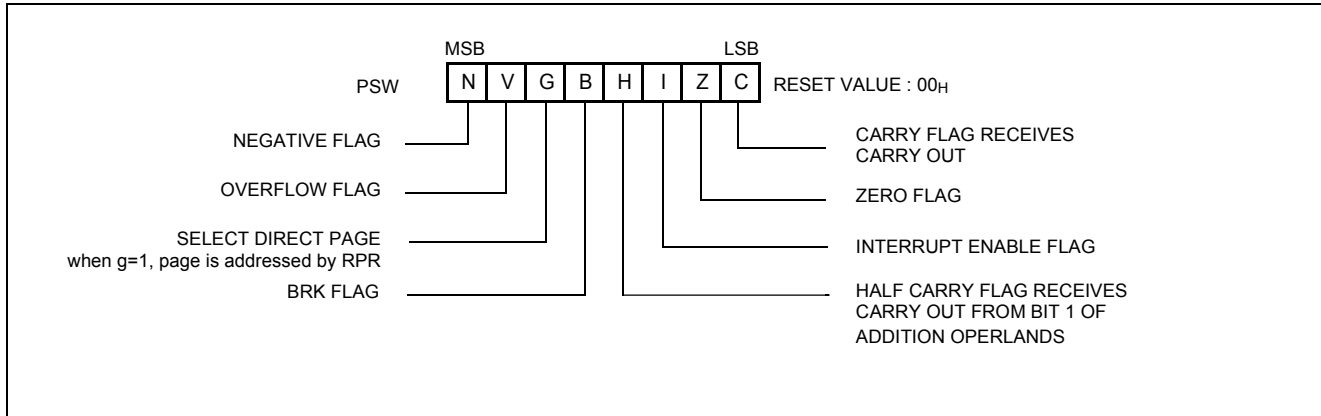 MSB LSB
PSW N V G B H I Z C RESET VALUE : 00H
NEGATIVE FLAG
OVERFLOW FLAG
SELECT DIRECT PAGE
when g=1, page is addressed by RPR
BRK FLAG
CARRY FLAG RECEIVES
CARRY OUT
ZERO FLAG
INTERRUPT ENABLE FLAG
HALF CARRY FLAG RECEIVES
CARRY OUT FROM BIT 1 OF
ADDITION OPERLANDS